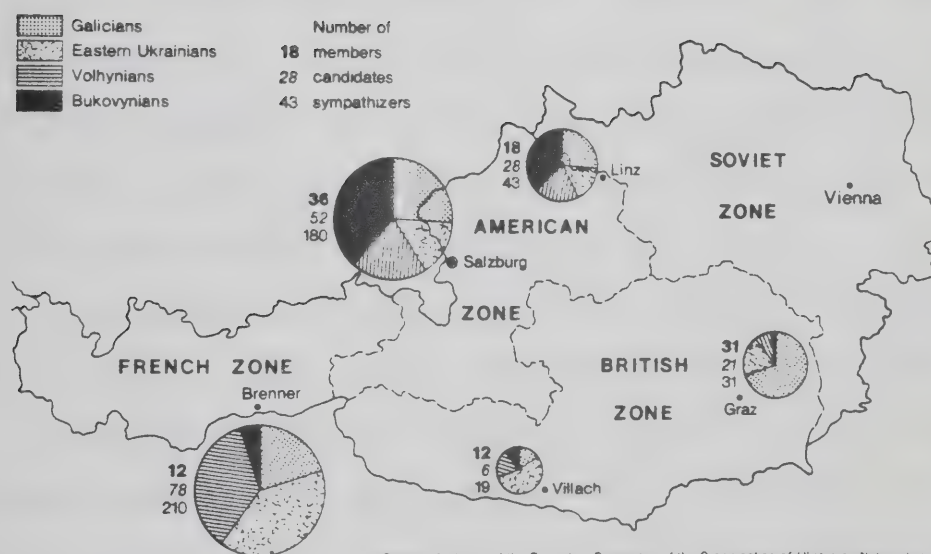 Galicians
Eastern Ukrainians
Volhynians
Bukovynians
Number of
18 members
28 candidates
43 sympathizers
18
28
43
Linz
SOVIET
ZONE
Vienna
36
52
180
AMERICAN
ZONE
Salzburg
FRENCH ZONE
Brenner
BRITISH
ZONE
31
21
31
Graz
12
6
19
Villach
12
78
210